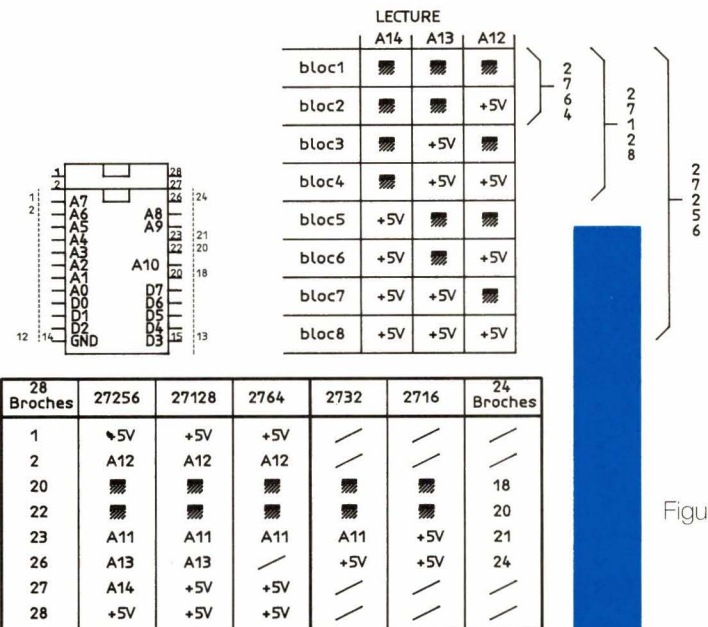 LECTURE
A14 A13 A12
bloc1
bloc2 +5V
bloc3 +5V
bloc4 +5V +5V
bloc5 +5V
bloc6 +5V +5V
bloc7 +5V +5V
bloc8 +5V +5V +5V
2764
27128
27256
1 28
2 27
1 A7 26 24
2 A6 A8
A5 A9
A4 23 21
A3 22 20
A2 A10
A1 20 18
A0 D7
D0 D6
D1 D5
D2 D4
12 14 GND D3 15 13
28 Broches 27256 27128 2764 2732 2716 24 Broches
1 +5V +5V +5V
2 A12 A12 A12
20 18
22 20
23 A11 A11 A11 A11 +5V 21
26 A13 A13 +5V +5V 24
27 A14 +5V +5V
28 +5V +5V +5V
Figu